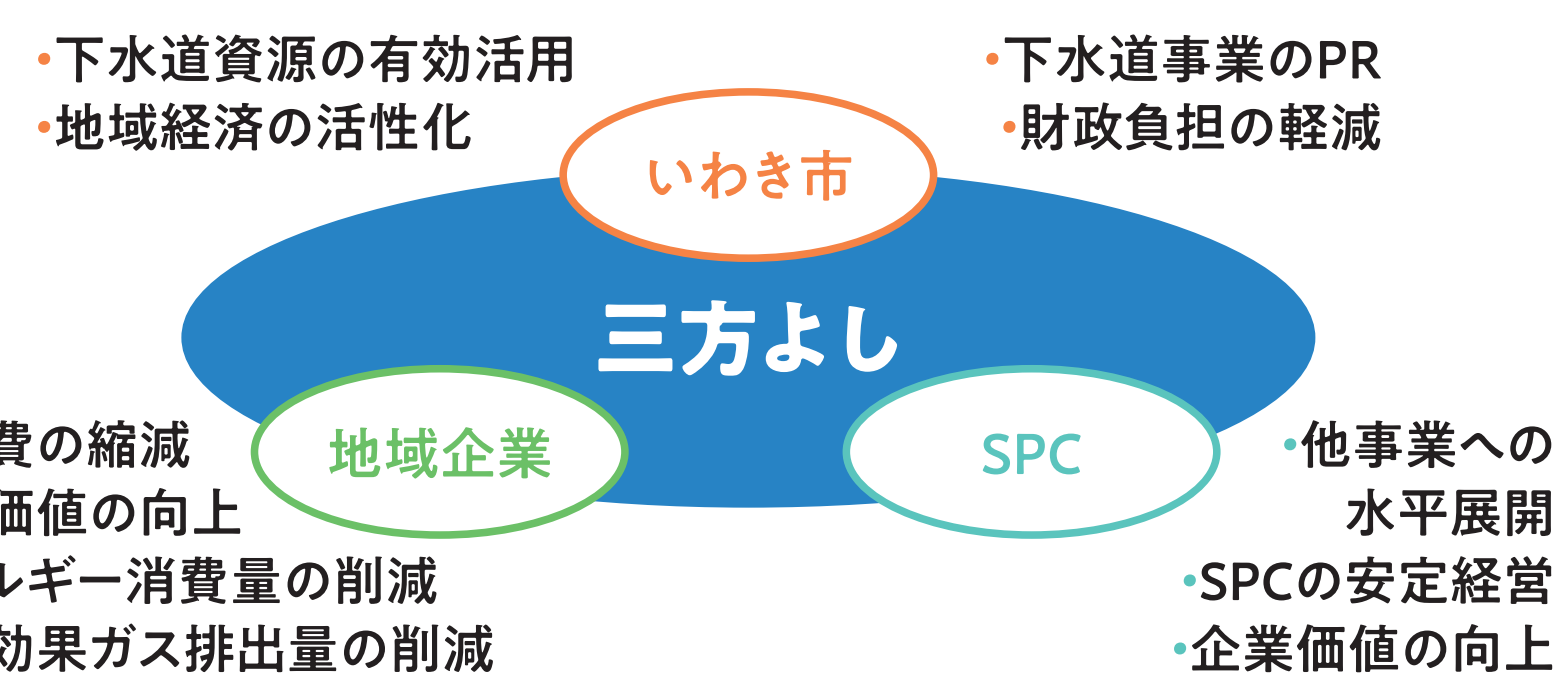 •下水道資源の有効活用
•地域経済の活性化
•下水道事業のPR
•財政負担の軽減
いわき市
三方よし
地域企業
SPC
費の縮減
価値の向上
ルギー消費量の削減
効果ガス排出量の削減
•他事業への
水平展開
•SPCの安定経営
•企業価値の向上